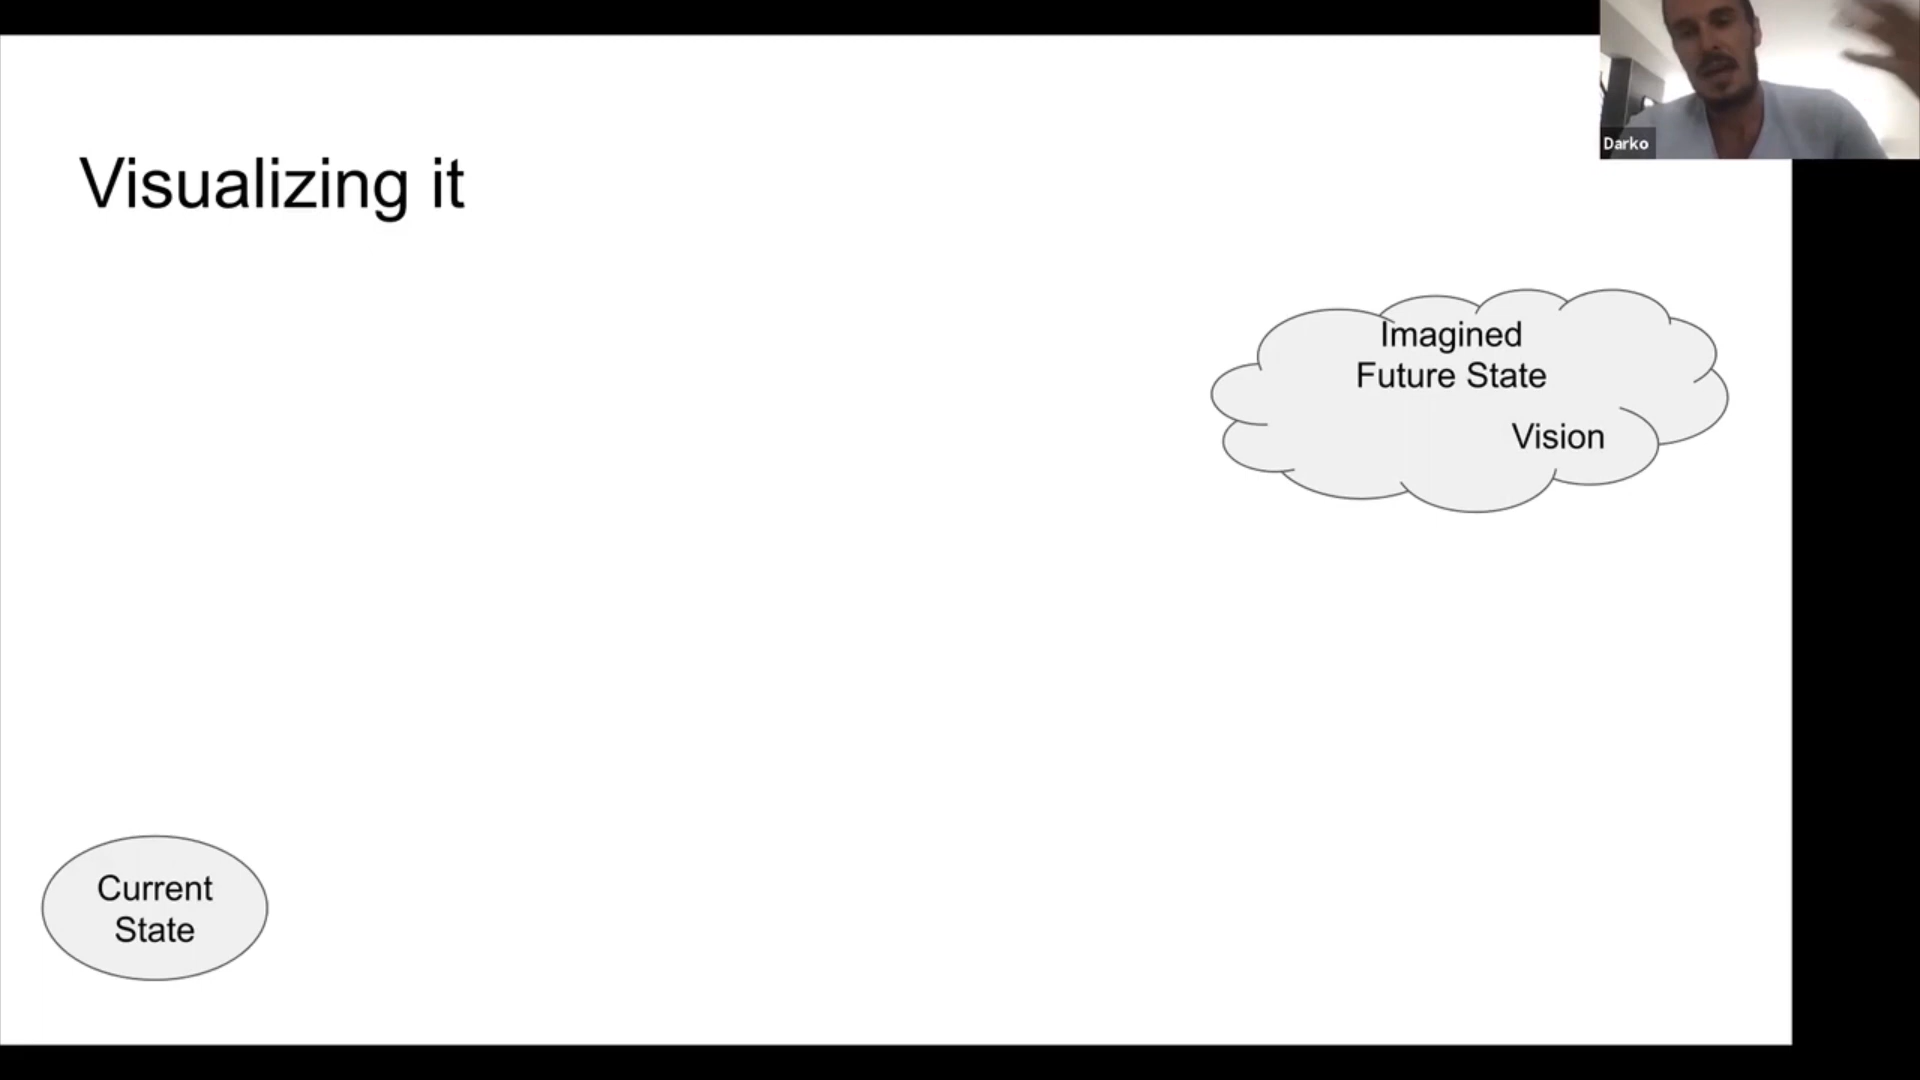 Darko
Visualizing it
Imagined
Future State
Vision
Current
State